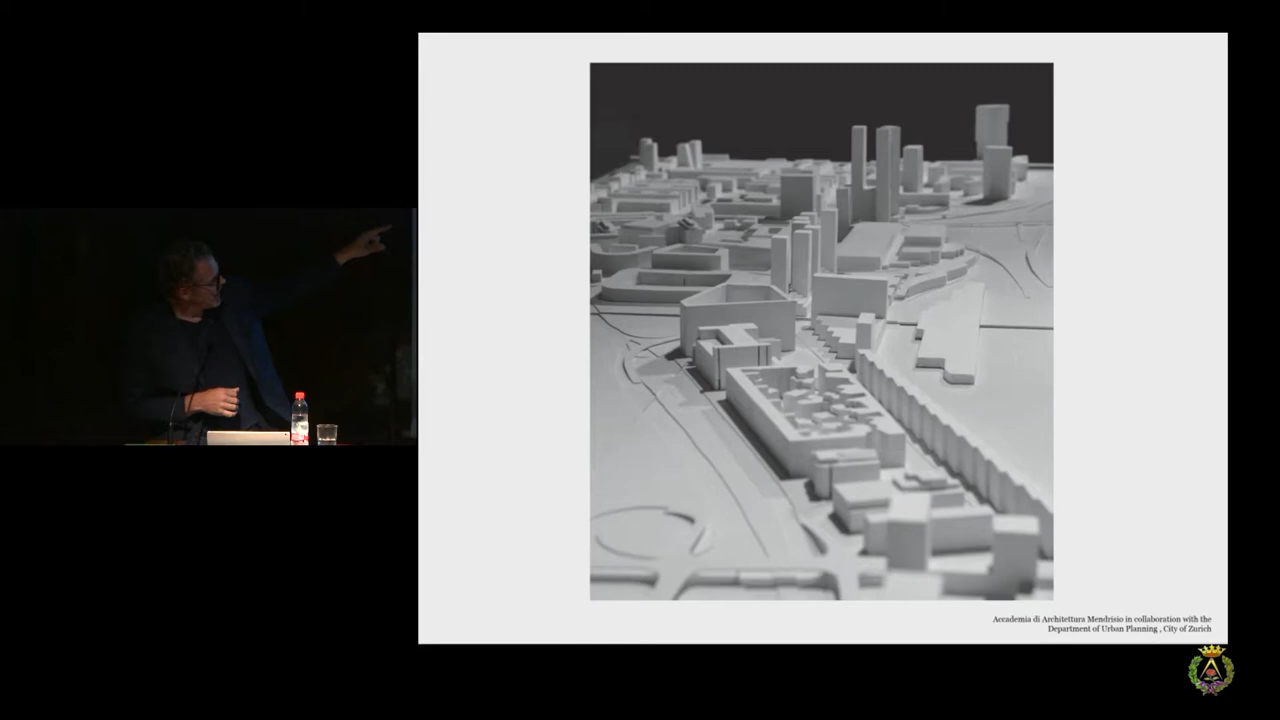 Accademia di Architettura Mendrisio in collaboration with the
Department of Urban Planning , City of Zurich